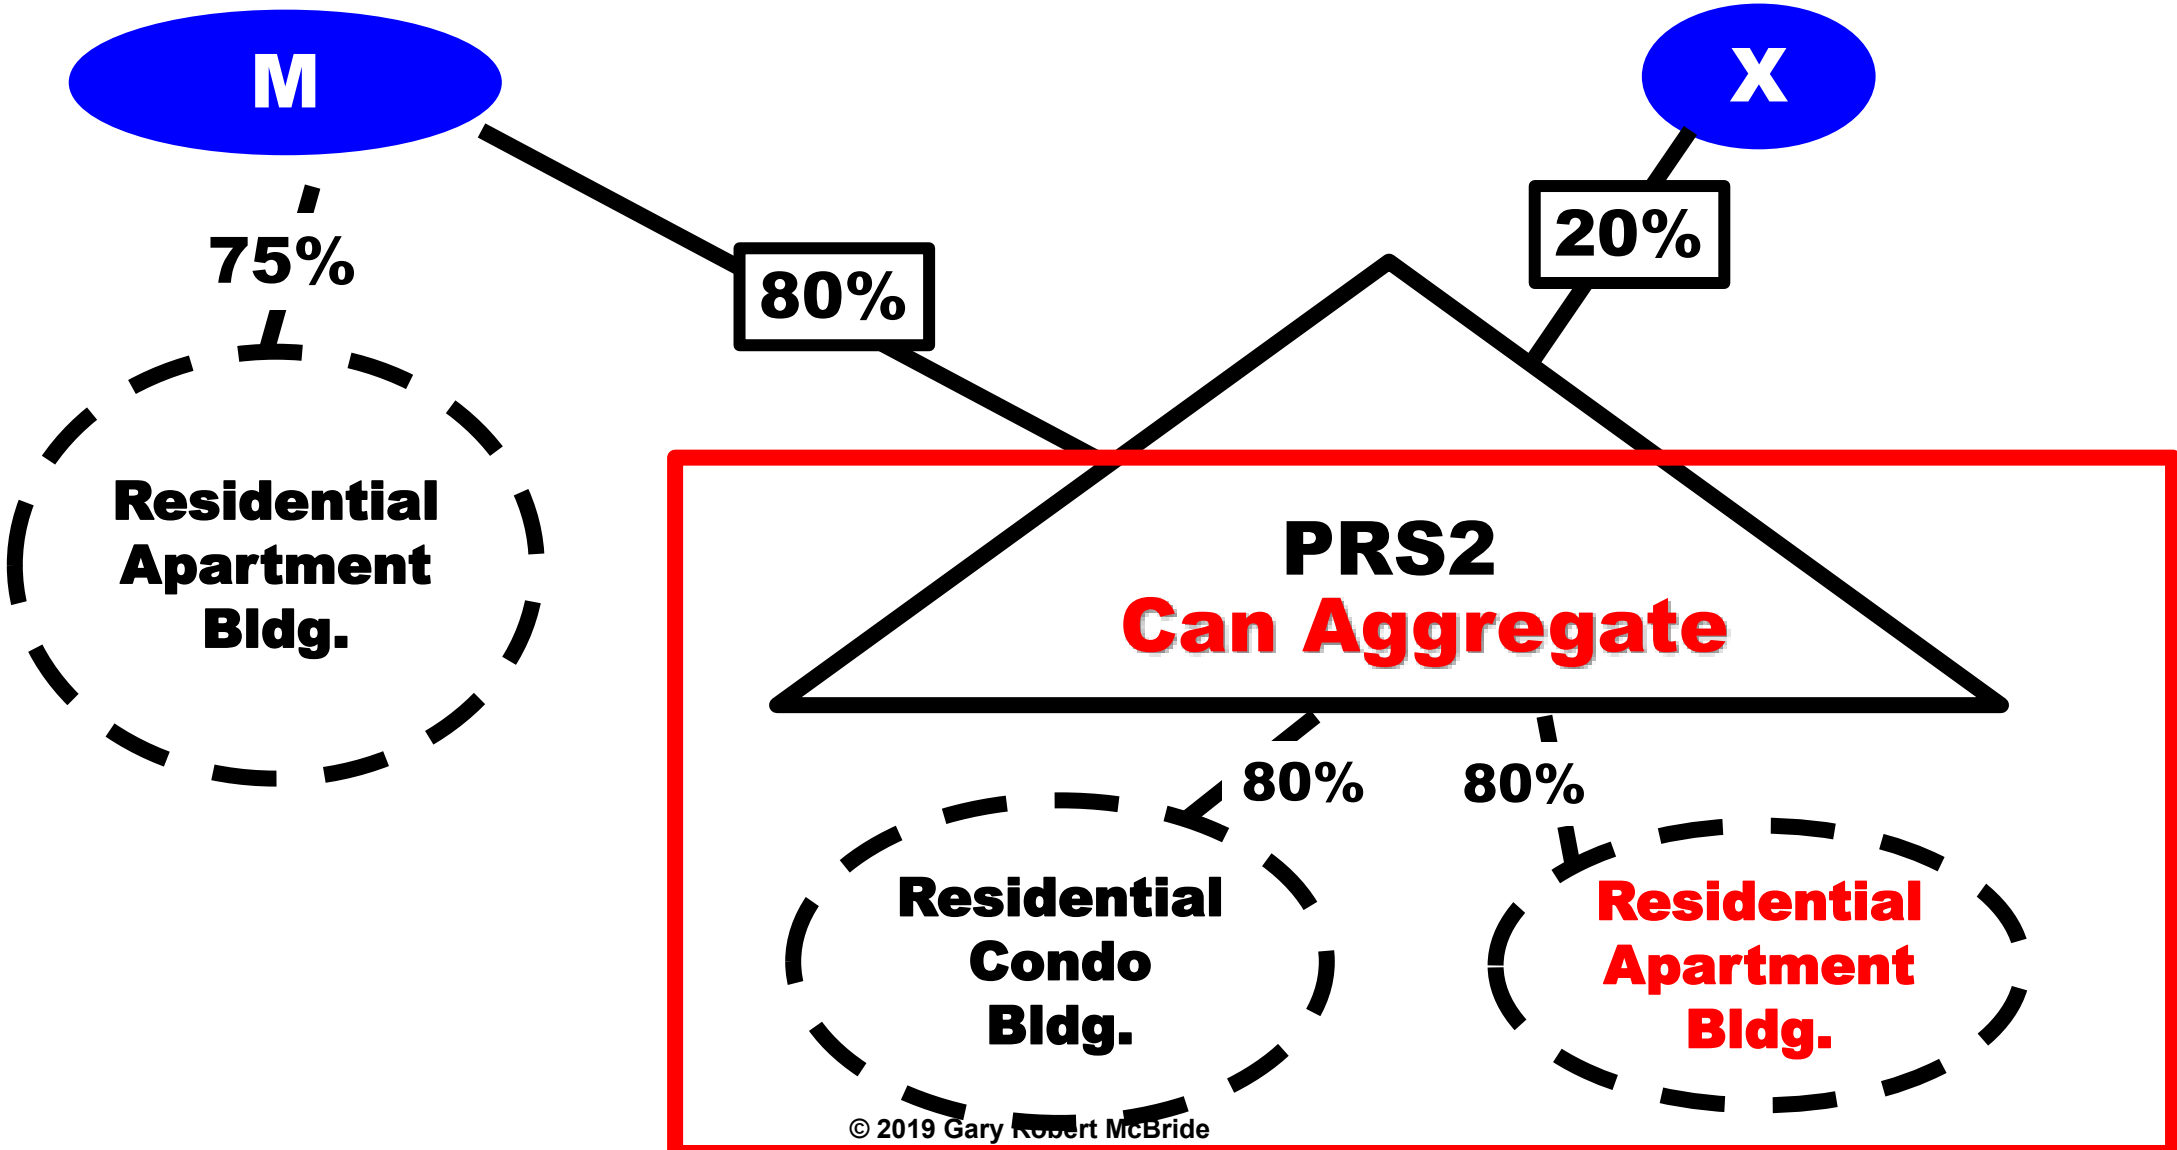 M
X
75%
80%
20%
Residential
Apartment
Bldg.
PRS2
Can Aggregate
80%
80%
Residential
Condo
Bldg.
Residential
Apartment
Bldg.
© 2019 Gary Robert McBride